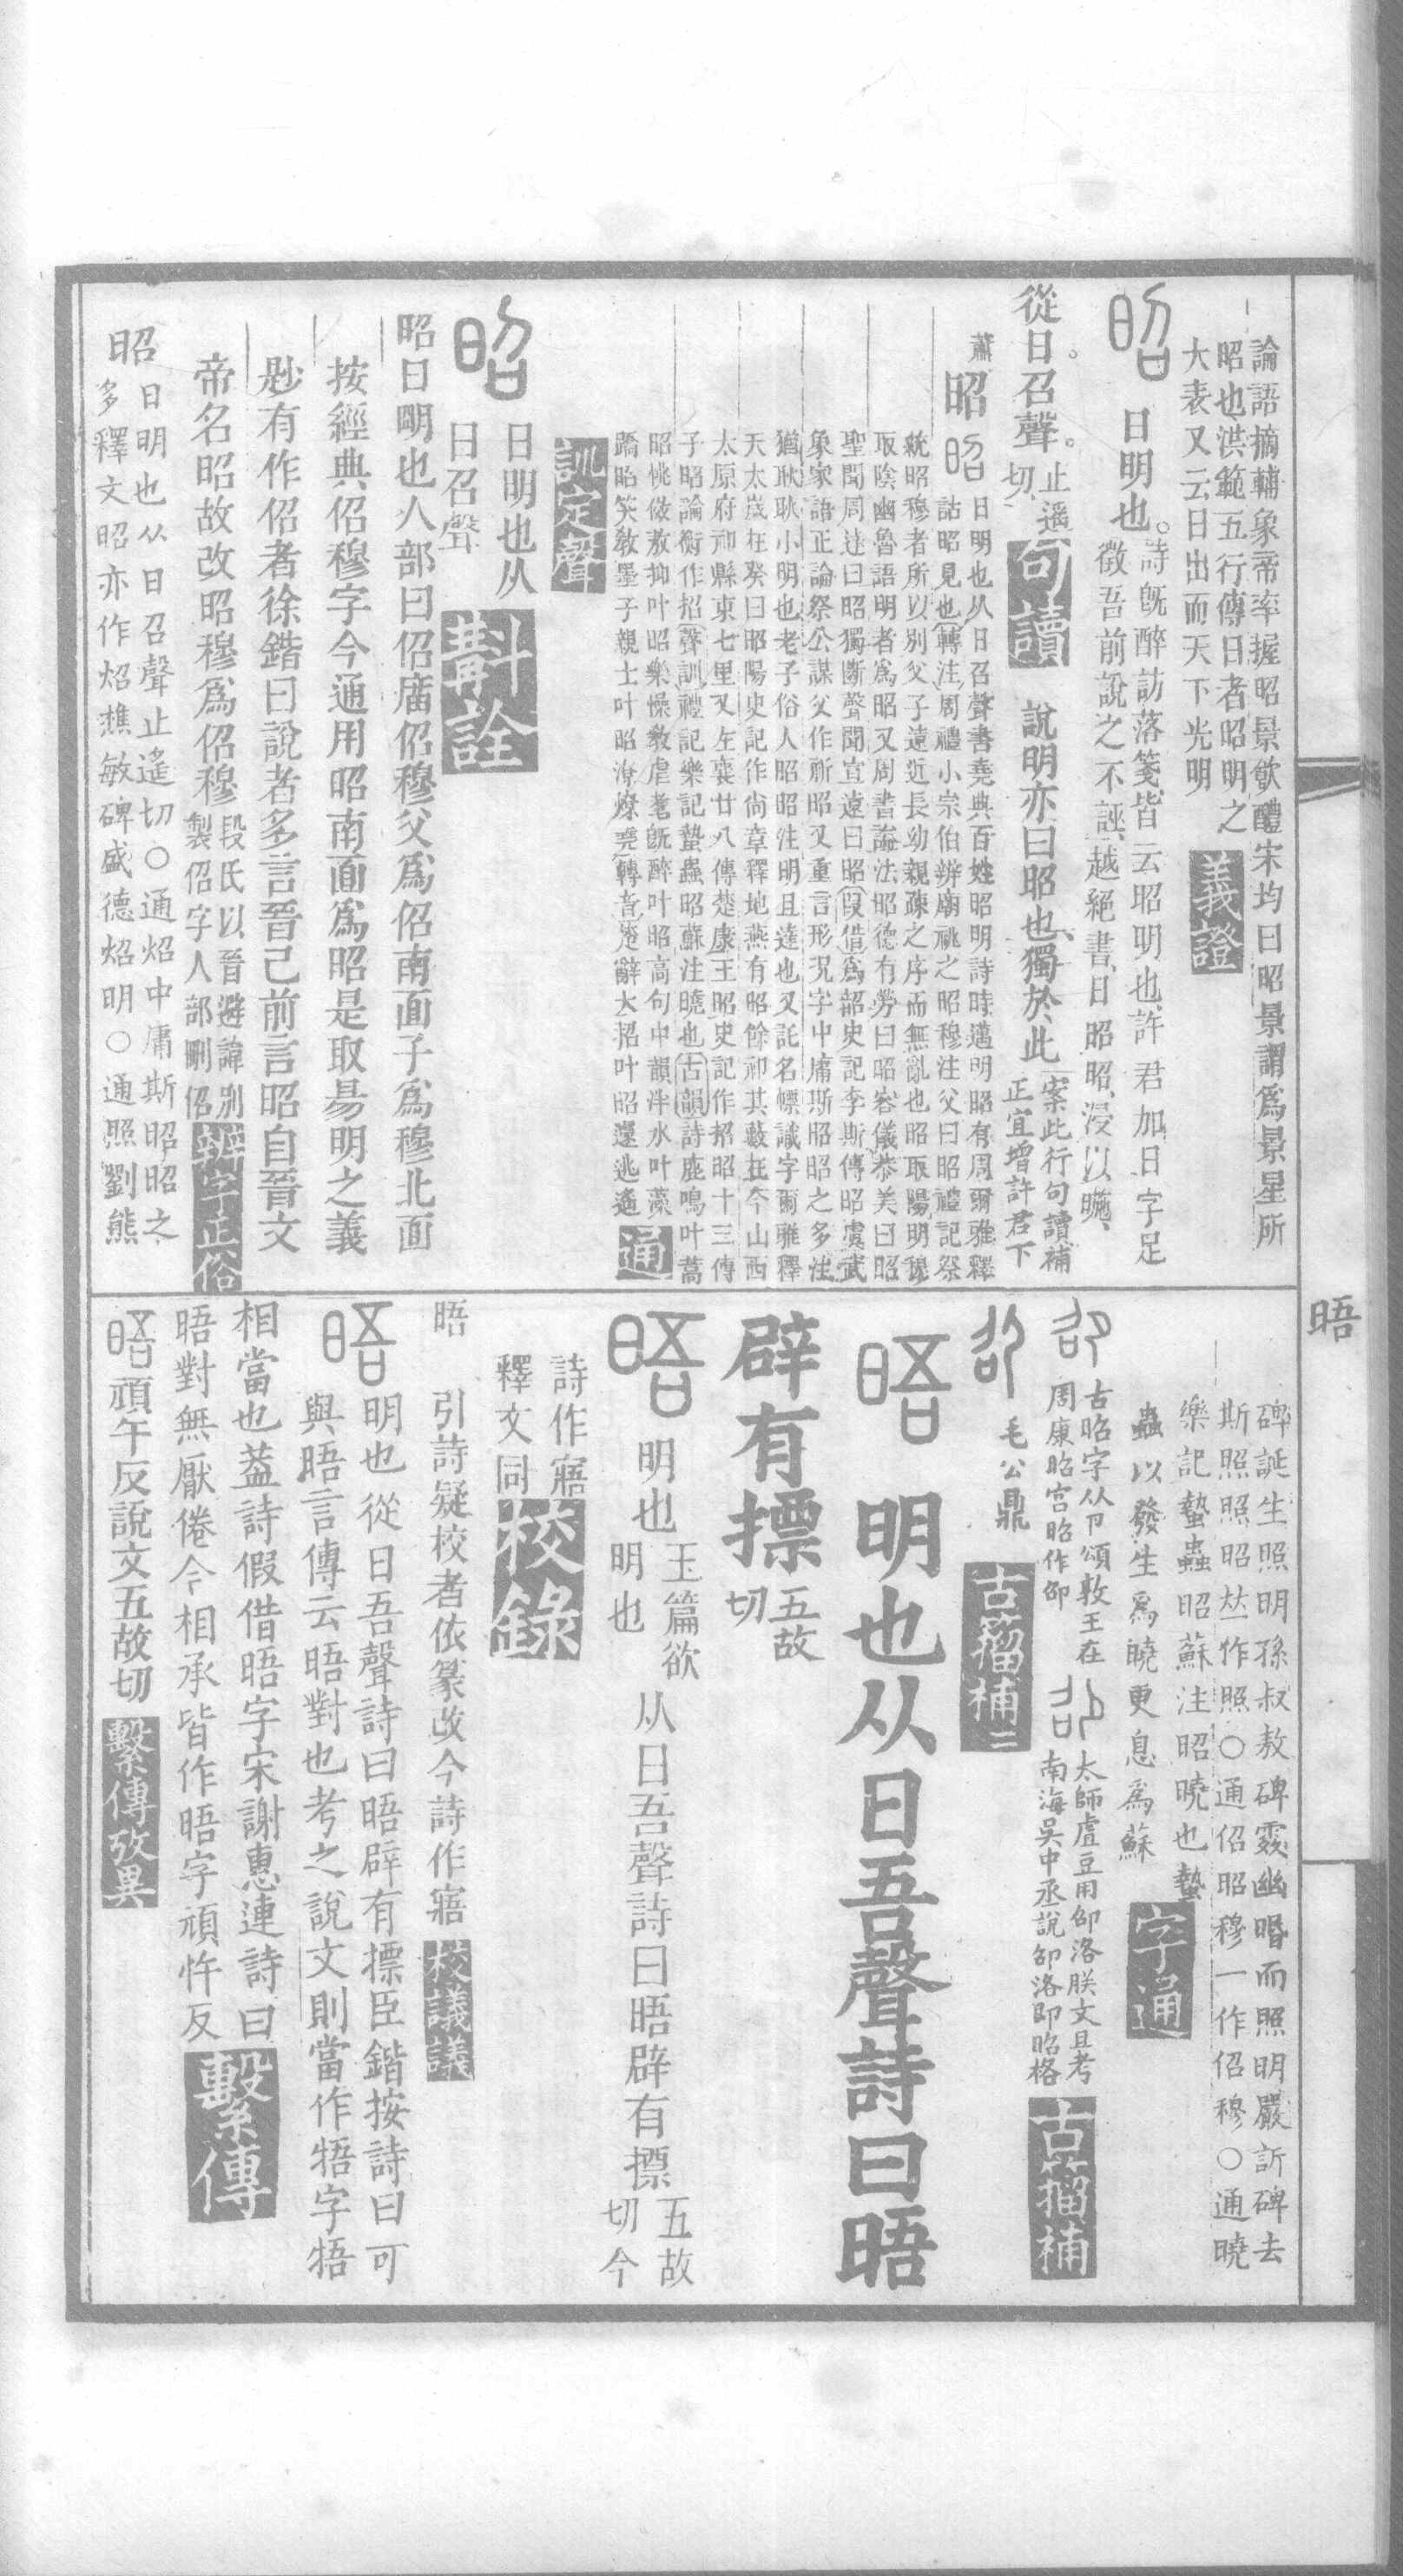 論語摘輔象帝率握昭景飲醴宋均曰昭景謂爲景星所
昭也洪範五行傳曰者昭明之
大表又云日出而天下光明
義證
昭
日明也。
詩旣醉訪落箋皆云昭明也許君加日字足
徵吾前說之不誣越絕書日昭昭浸以㬱
從日。召聲。
止遙
切
句讀
說明亦曰昭也獨於此
案此行句讀補
正宜增許君下
蕭
昭
昭
日明也从日召聲書堯典百姓昭明詩時邁明昭有周爾雅釋
詁昭見也轉注周禮小宗伯辨廟祧之昭穆注父曰昭禮記祭
統昭穆者所以別父子遠近長幼親疎之序而無亂也昭取陽明穆
取陰幽魯語明者爲昭又周書諡法昭德有勞曰昭容儀恭美曰昭
聖聞周達曰昭獨斷聲聞宣遠曰昭叚借爲韶史記李斯傳昭虞武
象家語正論祭公謀父作祈昭又重言形況字中庸斯昭昭之多注
猶耿耿小明也老子俗人昭昭注明且達也又託名幖識字爾雅釋
天太歲在癸曰昭陽史記作尙章釋地燕有昭餘祁其藪在今山西
太原府祁縣東七里又左襄廿八傳楚康王昭史記作招昭十三傳
子昭論衡作招聲訓禮記樂記蟄蟲昭蘇注曉也古韻詩鹿鳴叶蒿
昭恌傚敖抑叶昭樂懆敎虐耄旣醉叶昭高句中韻泮水叶藻
蹻昭笑敎墨子親士叶昭潦燎堯轉音楚辭大招叶昭遽逃遙
通
訓定聲
昭
日明也从
日召聲
斠詮
昭曰朙也人部曰佋廟佋穆父爲佋南面子爲穆北面
按經典佋穆字今通用昭南面爲昭是取昜明之義
尟有作佋者徐鍇曰說者多言晉已前言昭自晉文
帝名昭故改昭穆爲佋穆
段氏以晉避諱別
製佋字人部刪佋
辨字正俗
昭
日明也从日召聲止遙切○通炤中庸斯昭昭之
多釋文昭亦作炤樵敏碑盛德炤明○通照劉熊
碑誕生照明孫叔敖碑䨥幽㬰而照明嚴訢碑去
斯照照昭𠀤作照○通佋昭穆一作佋穆○通曉
樂記蟄蟲昭蘇注昭曉也蟄
蟲以發生爲曉更息爲蘇
字通
古昭字从卩頌敦王在
周康昭宮昭作卲
太師虘豆用卲洛朕文且考
南海吳中丞說卲洛卽昭格
古籀補
毛公鼎
古籀補二
晤
晤
明也从日吾聲詩曰晤
辟有摽
五故
切
晤
明也
玉篇欲
明也
从日吾聲詩曰晤辟有摽
五故
切今
詩作寤
釋文同
校錄
晤
引詩疑校者依篆改今詩作寤
校議議
晤
明也從日吾聲詩曰晤辟有摽臣鍇按詩曰可
與晤言傳云晤對也考之說文則當作牾字牾
相當也葢詩假借晤字宋謝惠連詩曰
晤對無厭倦今相承皆作晤字頑忤反
繫傳
晤
頑午反說文五故切
繫傳攷異